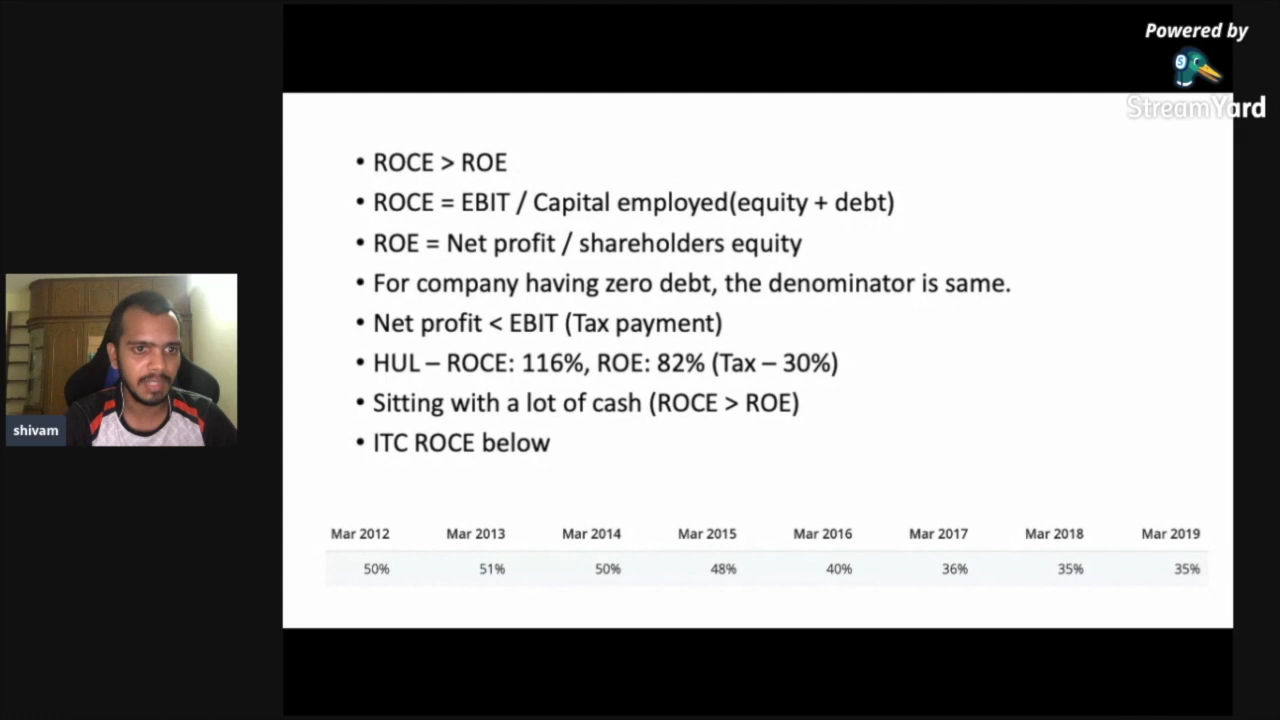 Powered by
StreamYard
• ROCE > ROE
• ROCE = EBIT / Capital employed(equity + debt)
• ROE = Net profit / shareholders equity
• For company having zero debt, the denominator is same.
• Net profit < EBIT (Tax payment)
• HUL – ROCE: 116%, ROE: 82% (Tax – 30%)
• Sitting with a lot of cash (ROCE > ROE)
• ITC ROCE below
shivam
Mar 2012 Mar 2013 Mar 2014 Mar 2015 Mar 2016 Mar 2017 Mar 2018 Mar 2019
50% 51% 50% 48% 40% 36% 35% 35%